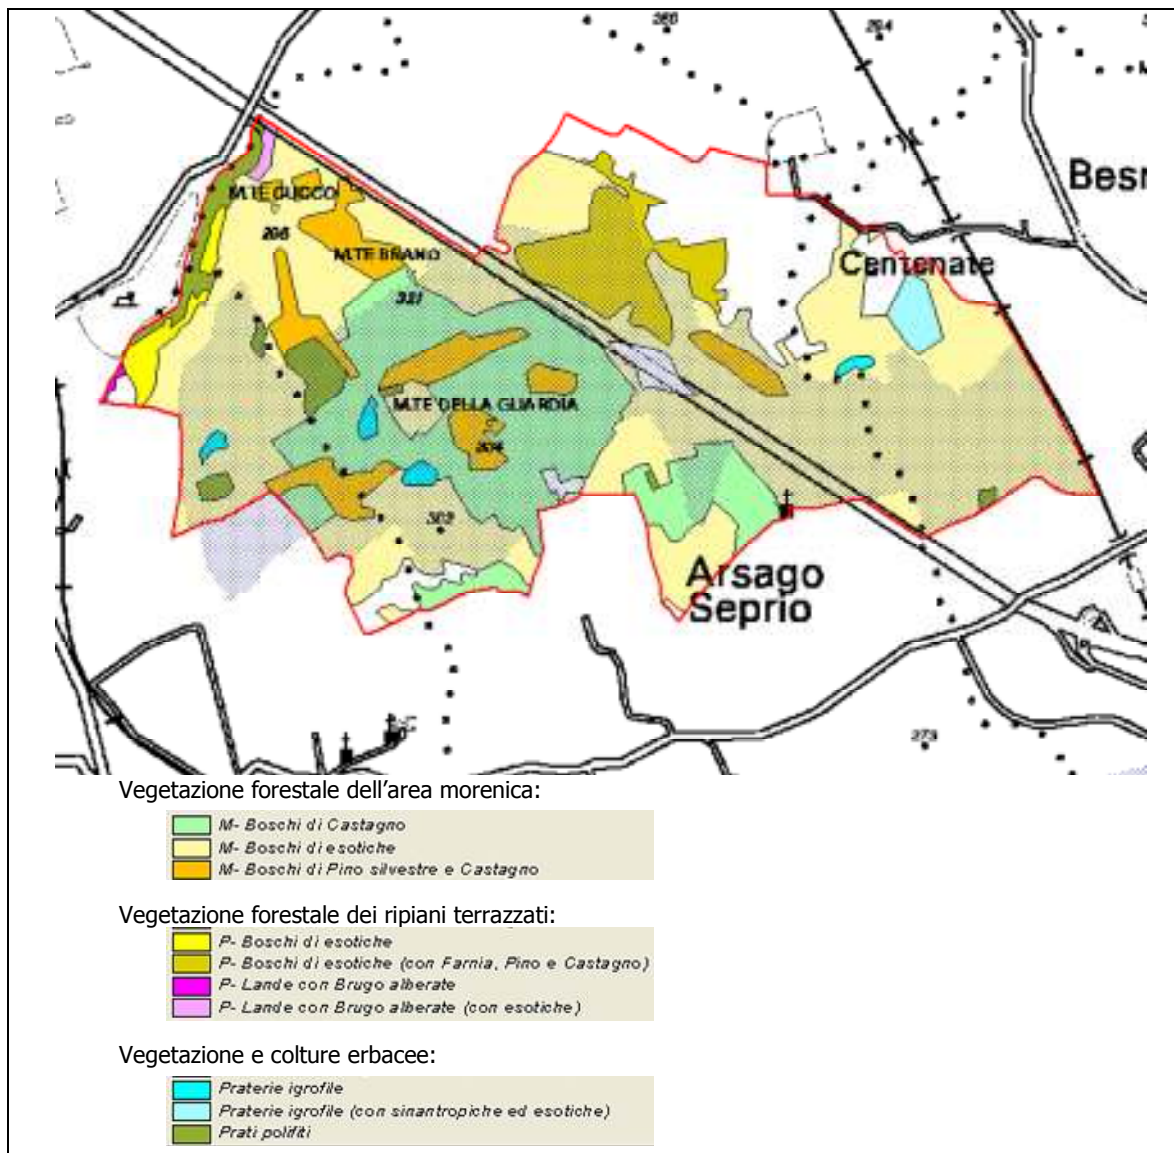 286
284
Besn
M.TE CUCCO
296
M.TE BRANO
Centenate
321
M.TE DELLA GUARDIA
304
302
Arsago
Seprio
273
Vegetazione forestale dell'area morenica:
M- Boschi di Castagno
M- Boschi di esotiche
M- Boschi di Pino silvestre e Castagno
Vegetazione forestale dei ripiani terrazzati:
P- Boschi di esotiche
P- Boschi di esotiche (con Farnia, Pino e Castagno)
P- Lande con Brugo alberate
P- Lande con Brugo alberate (con esotiche)
Vegetazione e colture erbacee:
Praterie igrofile
Praterie igrofile (con sinantropiche ed esotiche)
Prati polifiti